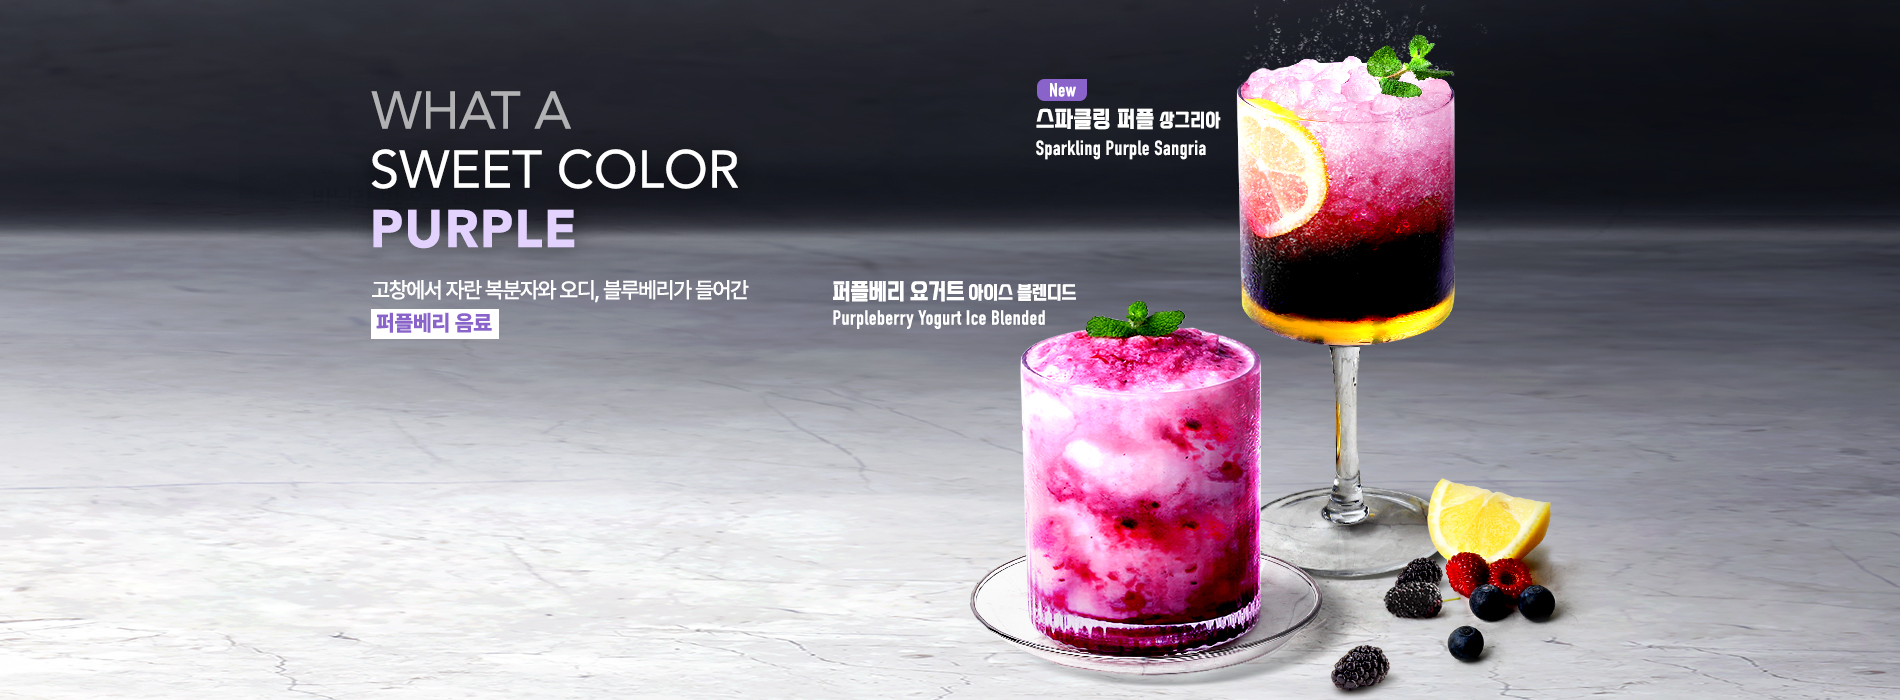 WHAT A
SWEET COLOR
PURPLE
고창에서 자란 복분자와 오디, 블루베리가 들어간
퍼플베리 음료
New
스파클링 퍼플 상그리아
Sparkling Purple Sangria
퍼플베리 요거트 아이스 블렌디드
Purpleberry Yogurt Ice Blended